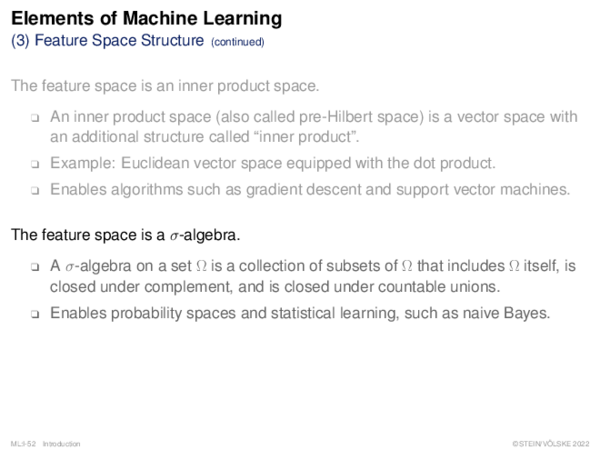 Elements of Machine Learning
(3) Feature Space Structure (continued)
The feature space is an inner product space.
❑ An inner product space (also called pre-Hilbert space) is a vector space with
an additional structure called “inner product”.
❑ Example: Euclidean vector space equipped with the dot product.
❑ Enables algorithms such as gradient descent and support vector machines.
The feature space is a σ-algebra.
❑ A σ-algebra on a set Ω is a collection of subsets of Ω that includes Ω itself, is
closed under complement, and is closed under countable unions.
❑ Enables probability spaces and statistical learning, such as naive Bayes.
ML:I-52 Introduction © STEIN/VÖLSKE 2022